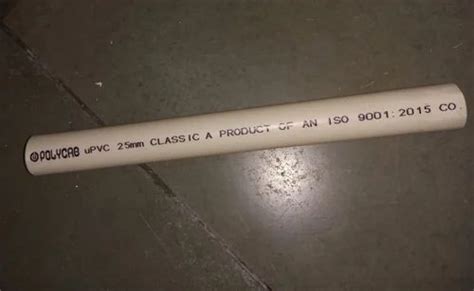 POLYCAB uPVC 25mm CLASSIC A PRODUCT OF AN ISO 9001:2015 CO.